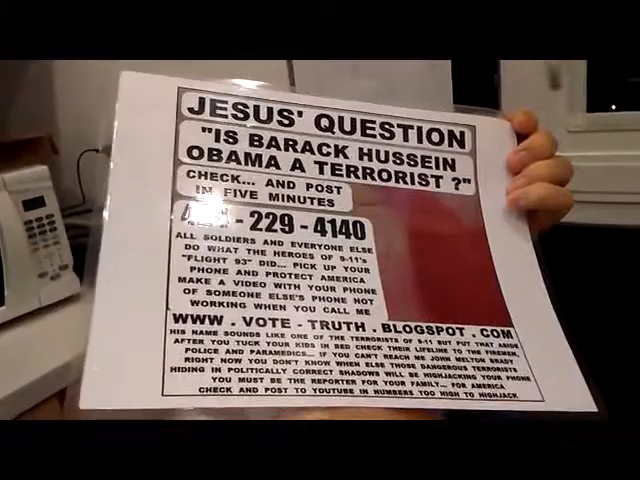 JESUS' QUESTION
"IS BARACK HUSSEIN
OBAMA A TERRORIST ?"
CHECK... AND POST
IN FIVE MINUTES
- 229 - 4140
ALL SOLDIERS AND EVERYONE ELSE
DO WHAT THE HEROES OF 9-11's
"FLIGHT 93" DID... PICK UP YOUR
PHONE AND PROTECT AMERICA
MAKE A VIDEO WITH YOUR PHONE
OF SOMEONE ELSE'S PHONE NOT
WORKING WHEN YOU CALL ME
WWW . VOTE - TRUTH . BLOGSPOT . COM
HIS NAME SOUNDS LIKE ONE OF THE TERRORISTS OF 9-11 BUT PUT THAT ASIDE
AFTER YOU TUCK YOUR KIDS IN BED CHECK THEIR LIFELINE TO THE FIREMEN,
POLICE AND PARAMEDICS... IF YOU CAN'T REACH ME JOHN MELTON BRADY
RIGHT NOW YOU DON'T KNOW WHEN ELSE THOSE DANGEROUS TERRORISTS
HIDING IN POLITICALLY CORRECT SHADOWS WILL BE HIGHJACKING YOUR PHONE
YOU MUST BE THE REPORTER FOR YOUR FAMILY... FOR AMERICA
CHECK AND POST TO YOUTUBE IN NUMBERS TOO HIGH TO HIGHJACK